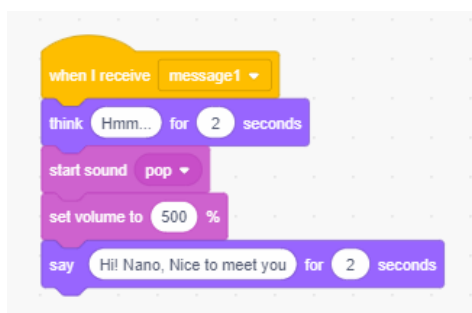 when I receive message1
think Hmm... for 2 seconds
start sound pop
set volume to 500 %
say Hi! Nano, Nice to meet you for 2 seconds